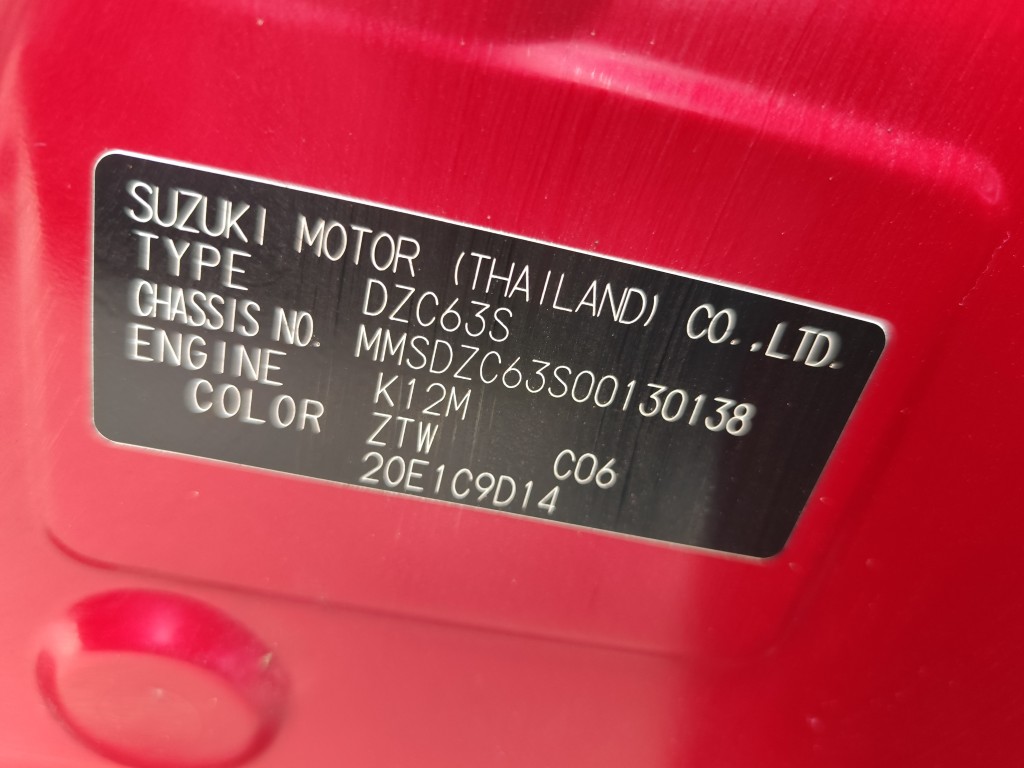 SUZUKI MOTOR (THAILAND) CO.,LTD.
TYPE DZC63S
CHASSIS NO. MMSDZC63S00130138
ENGINE K12M
COLOR ZTW C06
20E1C9D14